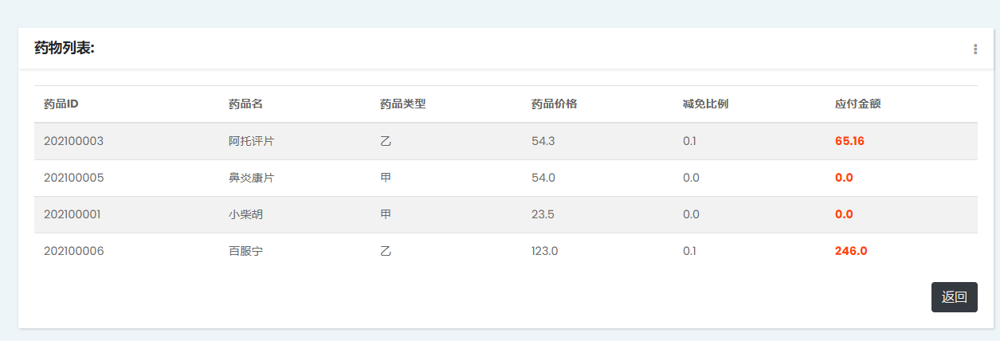 药物列表:
药品ID 药品名 药品类型 药品价格 减免比例 应付金额
202100003 阿托评片 乙 54.3 0.1 65.16
202100005 鼻炎康片 甲 54.0 0.0 0.0
202100001 小柴胡 甲 23.5 0.0 0.0
202100006 百服宁 乙 123.0 0.1 246.0
返回